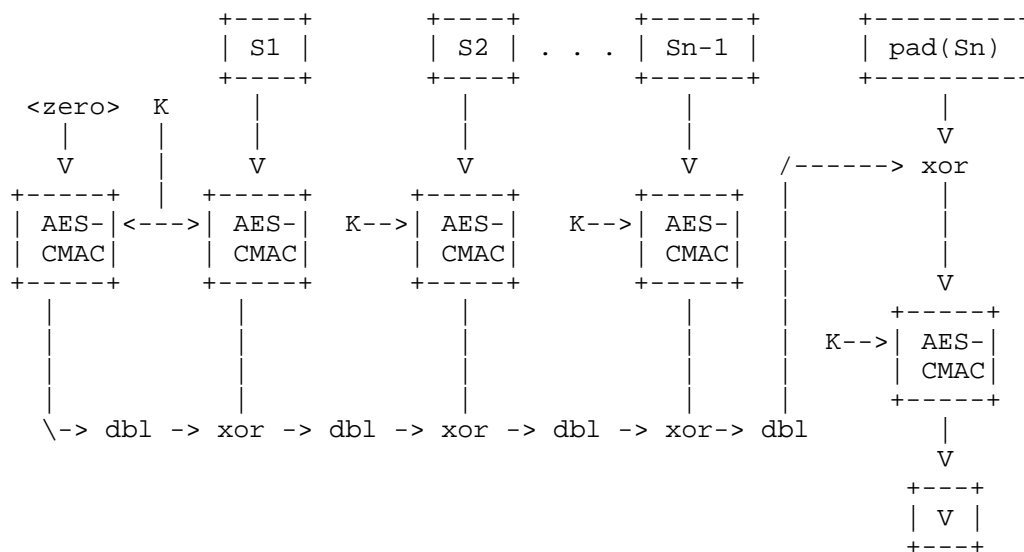 +----+          +----+       +------+      +----------+
                | S1 |          | S2 | . . . | Sn-1 |      | pad(Sn)  |
                +----+          +----+       +------+      +----------+
 <zero>   K       |               |             |                |
   |      |       |               |             |                V
   V      |       V               V             V    /------> xor
+-----+   |    +-----+         +-----+       +-----+ |         |
| AES-|<--->| AES-|   K-->| AES-|   K-->| AES-| |         |
| CMAC|     | CMAC|       | CMAC|       | CMAC| |         |
+-----+     +-----+       +-----+       +-----+ |         V
   |           |             |             |    |      +-----+
   |           |             |             |    | K-->| AES-|
   |           |             |             |    |     | CMAC|
   |           |             |             |    |     +-----+
   \-> dbl -> xor -> dbl -> xor -> dbl -> xor-> dbl      |
                                                         V
                                                       +---+
                                                       | V |
                                                       +---+